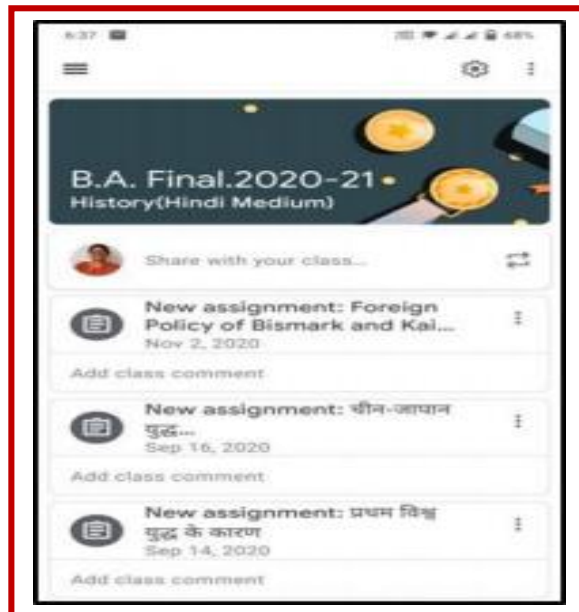 6:37
68%
B.A. Final.2020-21
History(Hindi Medium)
Share with your class...
New assignment: Foreign
Policy of Bismark and Kai...
Nov 2, 2020
Add class comment
New assignment: चीन-जापान
युद्ध...
Sep 16, 2020
Add class comment
New assignment: प्रथम विश्व
युद्ध के कारण
Sep 14, 2020
Add class comment